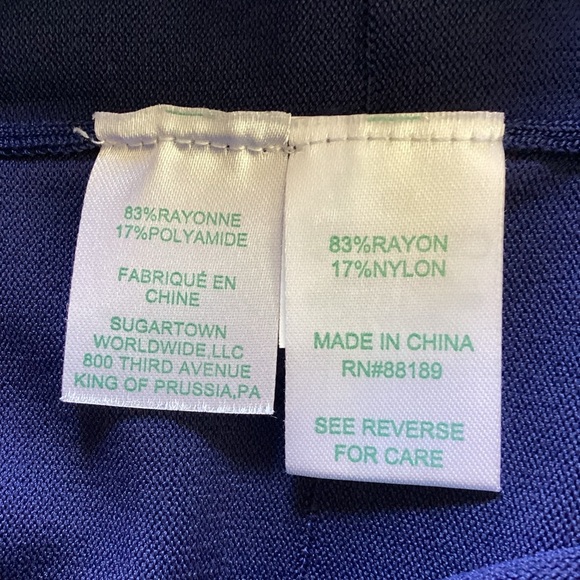 83%RAYONNE
17%POLYAMIDE
FABRIQUÉ EN
CHINE
SUGARTOWN
WORLDWIDE,LLC
800 THIRD AVENUE
KING OF PRUSSIA,PA
83%RAYON
17%NYLON
MADE IN CHINA
RN#88189
SEE REVERSE
FOR CARE